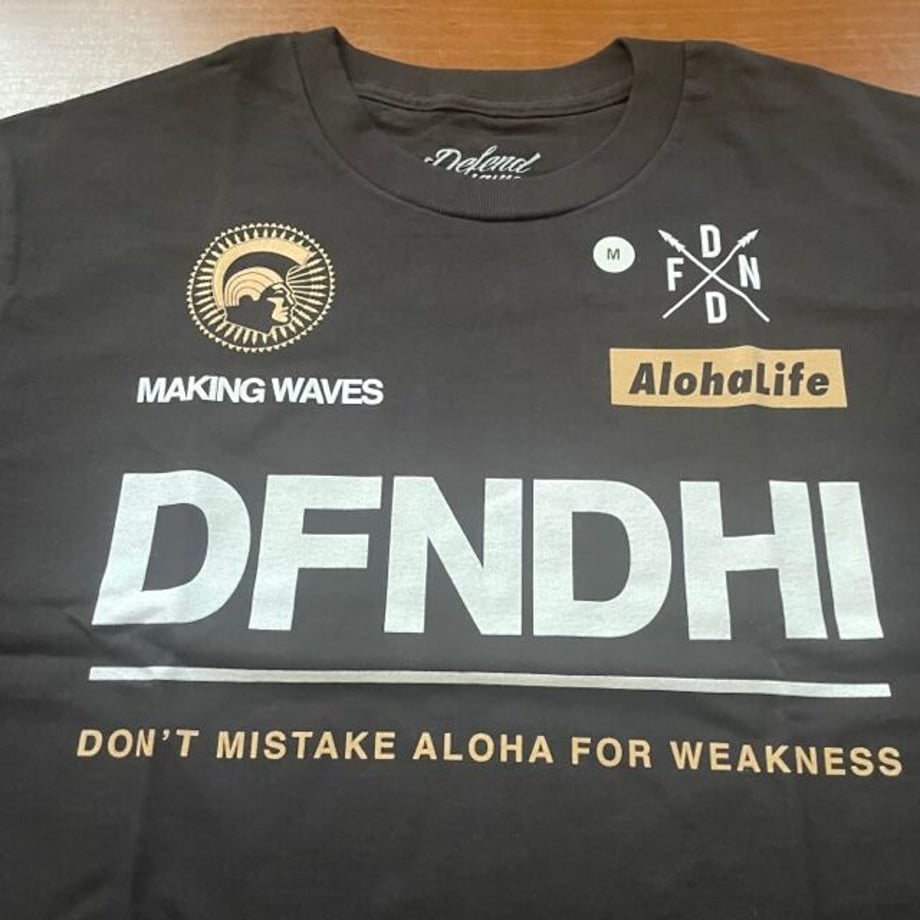 Defend
M
D
F N
D
MAKING WAVES
AlohaLife
DFNDHI
DON'T MISTAKE ALOHA FOR WEAKNESS